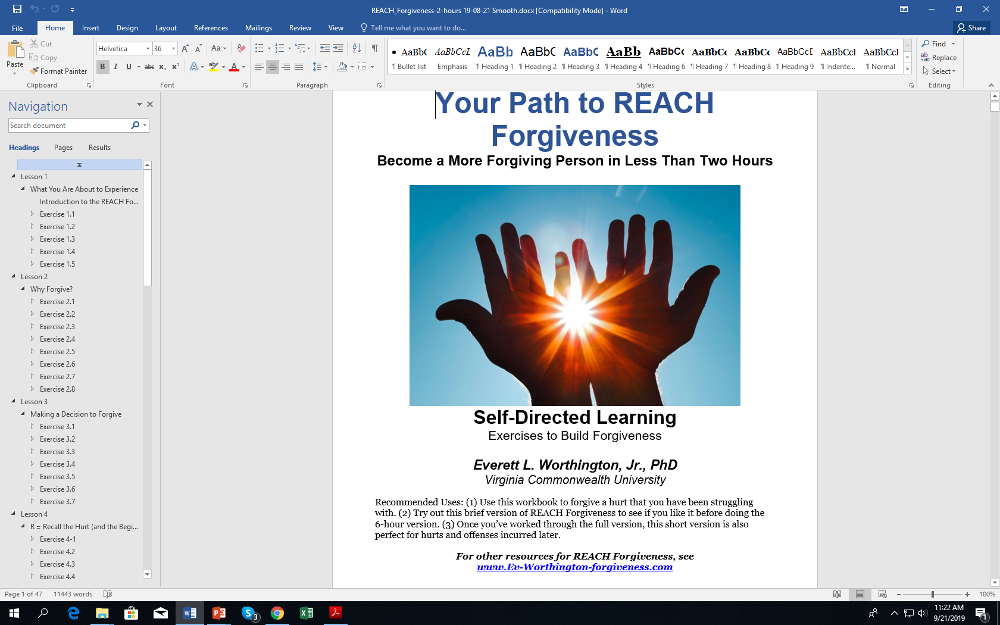 REACH_Forgiveness-2-hours 19-08-21 Smooth.docx [Compatibility Mode] - Word
File Home Insert Design Layout References Mailings Review View Tell me what you want to do... Share
Paste
Cut
Copy
Format Painter
Clipboard
Helvetica 36
Aa
B I U abc x₂ x² A ab A
Font
Paragraph
AaBbC AaBbCcL AaBb AaBbC AaBbC AaBb AaBbCc AaBbCc AaBbCc AaBbCcD AaBbCcI AaBbCcI
¶ Bullet list Emphasis ¶ Heading 1 ¶ Heading 2 ¶ Heading 3 ¶ Heading 4 ¶ Heading 6 ¶ Heading 7 ¶ Heading 8 ¶ Heading 9 ¶ Indente... ¶ Normal
Styles
Find
Replace
Select
Editing
Navigation
Search document
Headings Pages Results
Lesson 1
What You Are About to Experience
Introduction to the REACH Fo...
Exercise 1.1
Exercise 1.2
Exercise 1.3
Exercise 1.4
Exercise 1.5
Lesson 2
Why Forgive?
Exercise 2.1
Exercise 2.2
Exercise 2.3
Exercise 2.4
Exercise 2.5
Exercise 2.6
Exercise 2.7
Exercise 2.8
Lesson 3
Making a Decision to Forgive
Exercise 3.1
Exercise 3.2
Exercise 3.3
Exercise 3.4
Exercise 3.5
Exercise 3.6
Exercise 3.7
Lesson 4
R = Recall the Hurt (and the Begi...
Exercise 4-1
Exercise 4.2
Exercise 4.3
Exercise 4.4
Your Path to REACH
Forgiveness
Become a More Forgiving Person in Less Than Two Hours
Self-Directed Learning
Exercises to Build Forgiveness
Everett L. Worthington, Jr., PhD
Virginia Commonwealth University
Recommended Uses: (1) Use this workbook to forgive a hurt that you have been struggling
with. (2) Try out this brief version of REACH Forgiveness to see if you like it before doing the
6-hour version. (3) Once you’ve worked through the full version, this short version is also
perfect for hurts and offenses incurred later.
For other resources for REACH Forgiveness, see
www.Ev-Worthington-forgiveness.com
Page 1 of 47 11443 words 100%
3
11:22 AM
9/21/2019
1